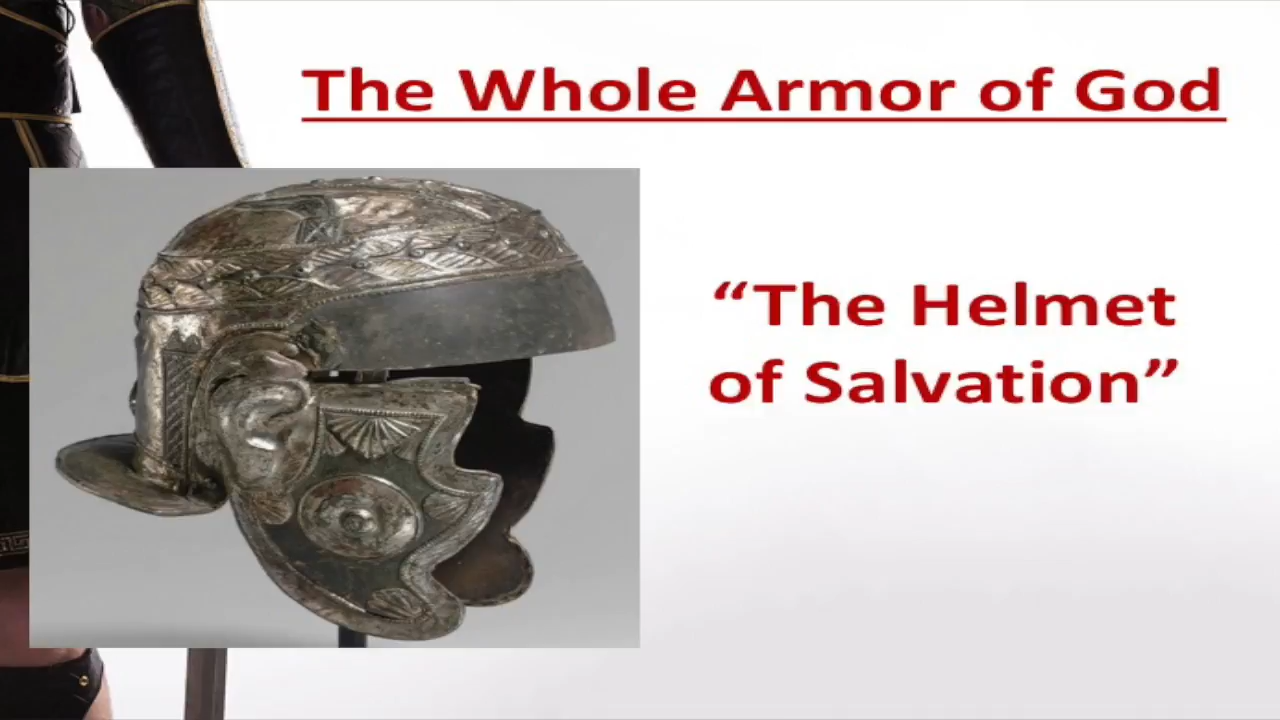 The Whole Armor of God
“The Helmet
of Salvation”